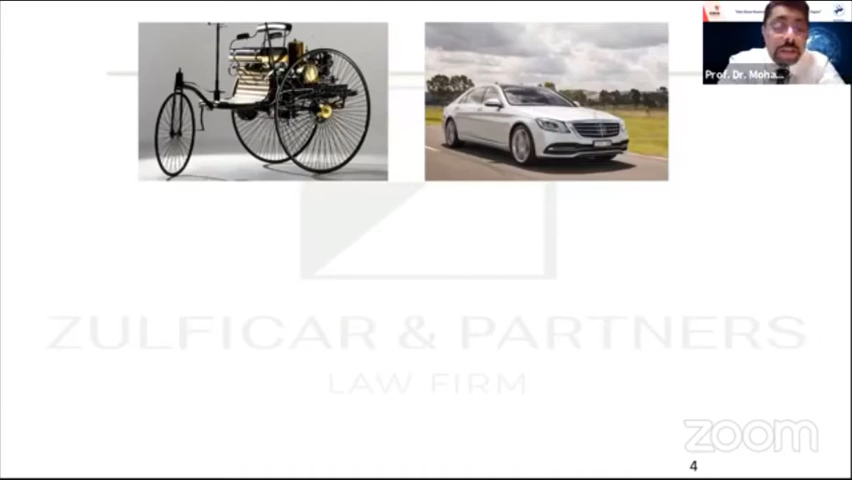 Prof. Dr. Moha...
ZULFICAR & PARTNERS
LAW FIRM
zoom
4